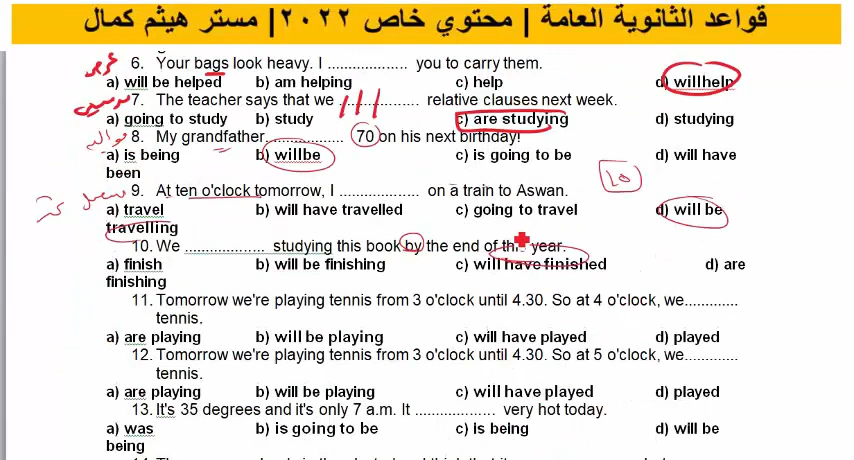 قواعد الثانوية العامة | محتوي خاص ٢٠٢٢ | مستر هيثم كمال
6. Your bags look heavy. I ................... you to carry them.
a) will be helped b) am helping c) help d) willhelp
7. The teacher says that we ................... relative clauses next week.
a) going to study b) study c) are studying d) studying
8. My grandfather................... 70 on his next birthday!
a) is being b) willbe c) is going to be d) will have
been
9. At ten o'clock tomorrow, I ................... on a train to Aswan.
a) travel b) will have travelled c) going to travel d) will be
travelling
10. We ................... studying this book by the end of this year.
a) finish b) will be finishing c) will have finished d) are
finishing
11. Tomorrow we're playing tennis from 3 o'clock until 4.30. So at 4 o'clock, we.............
tennis.
a) are playing b) will be playing c) will have played d) played
12. Tomorrow we're playing tennis from 3 o'clock until 4.30. So at 5 o'clock, we.............
tennis.
a) are playing b) will be playing c) will have played d) played
13. It's 35 degrees and it's only 7 a.m. It ................... very hot today.
a) was b) is going to be c) is being d) will be
being